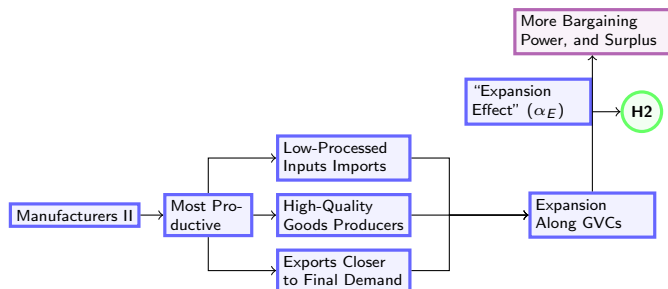 More Bargaining
Power, and Surplus
“Expansion
Effect” (α_E)
H2
Low-Processed
Inputs Imports
Manufacturers II
Most Pro-
ductive
High-Quality
Goods Producers
Expansion
Along GVCs
Exports Closer
to Final Demand